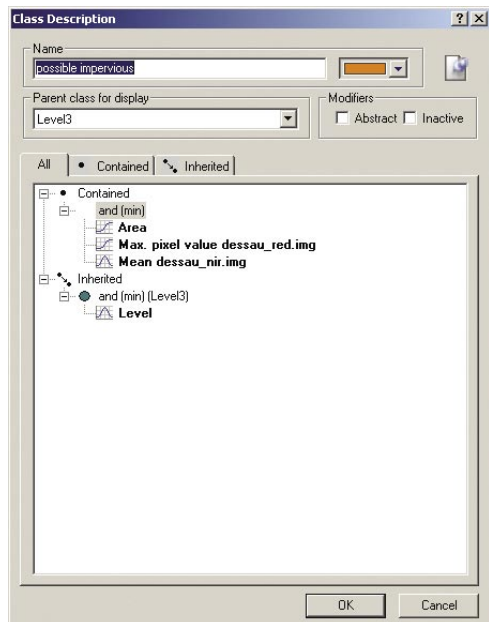 Class Description
Name
possible impervious
Parent class for display
Level3
Modifiers
Abstract Inactive
All Contained Inherited
Contained
and (min)
Area
Max. pixel value dessau_red.img
Mean dessau_nir.img
Inherited
and (min) (Level3)
Level
OK Cancel